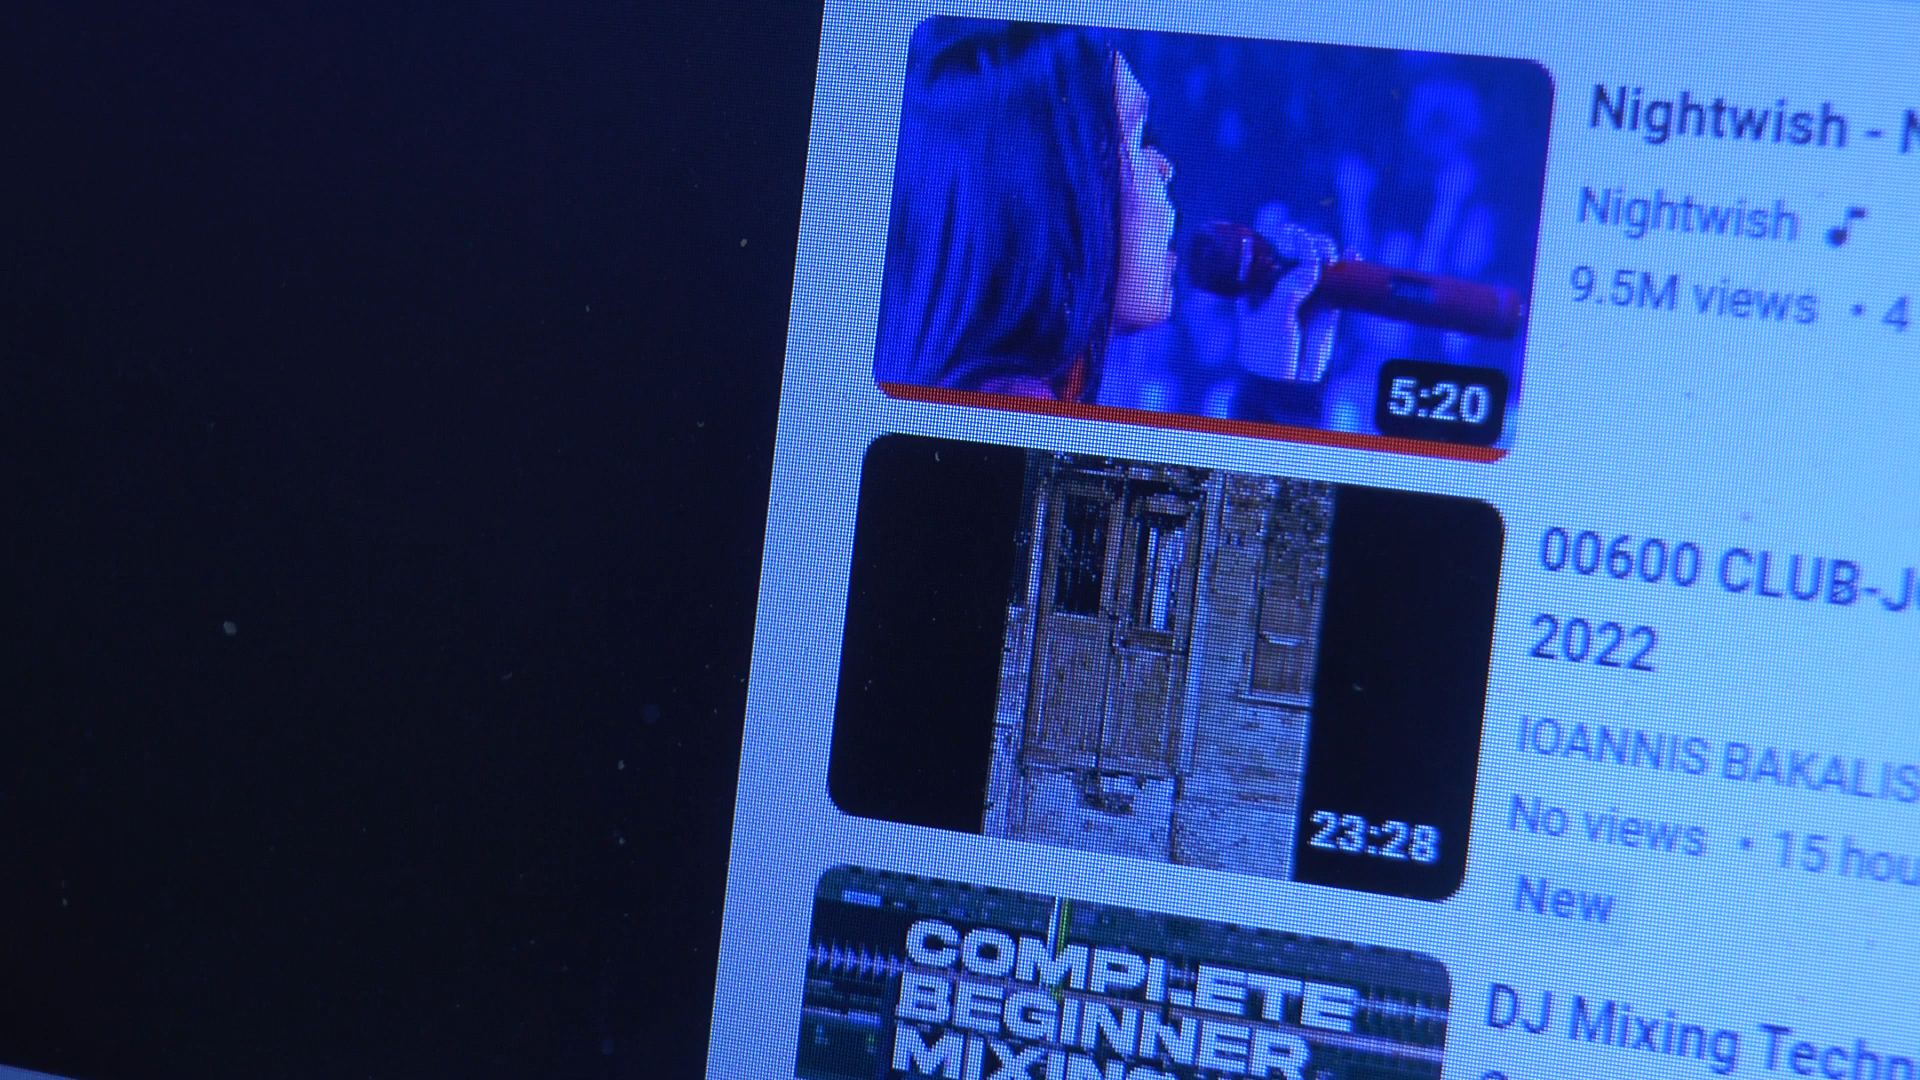 Nightwish -
Nightwish
9.5M views • 4
5:20
00600 CLUB-J
2022
IOANNIS BAKALIS
No views • 15 hou
New
23:28
COMPLETE
BEGINNER
MIXING
DJ Mixing Techn